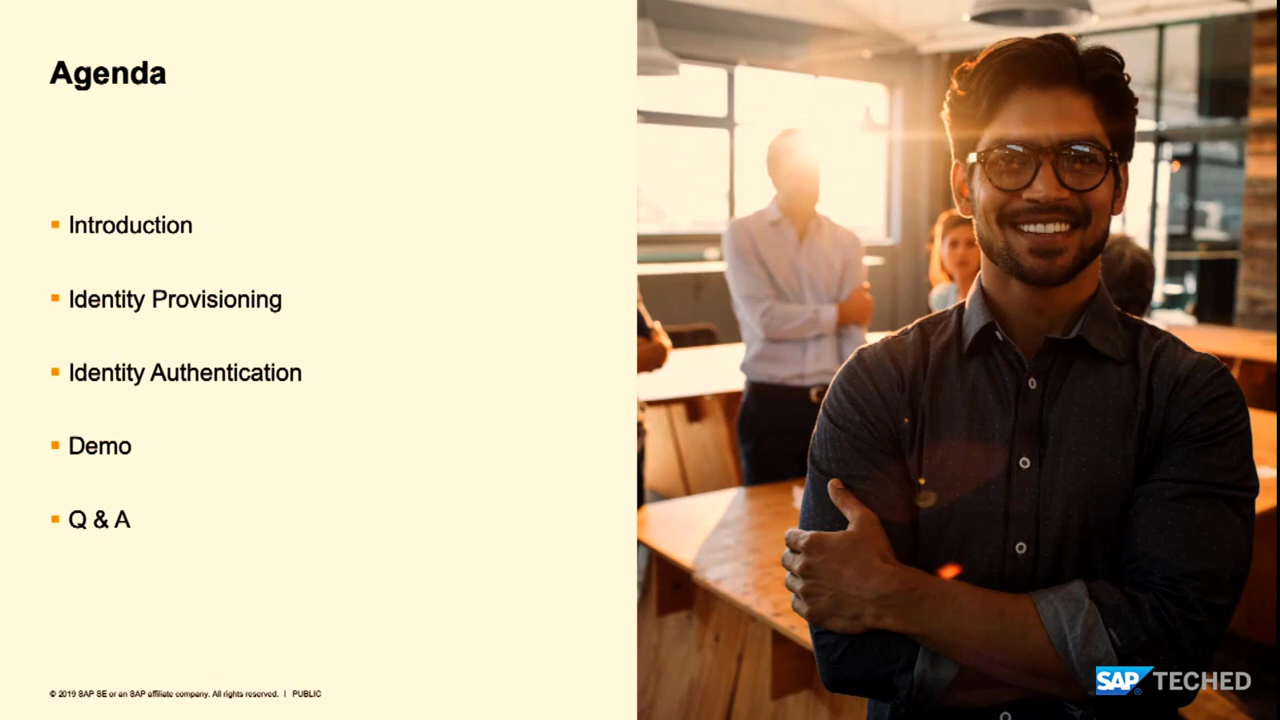 Agenda
▪ Introduction
▪ Identity Provisioning
▪ Identity Authentication
▪ Demo
▪ Q & A
© 2019 SAP SE or an SAP affiliate company. All rights reserved. | PUBLIC
SAP® TECHED